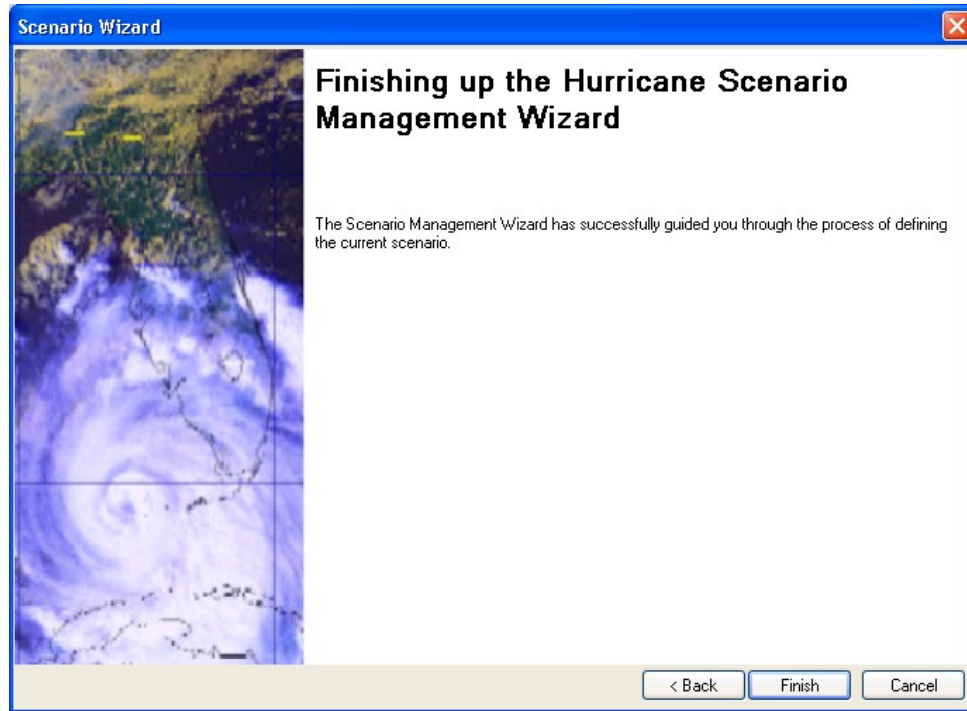 Scenario Wizard
Finishing up the Hurricane Scenario
Management Wizard
The Scenario Management Wizard has successfully guided you through the process of defining
the current scenario.
< Back
Finish
Cancel